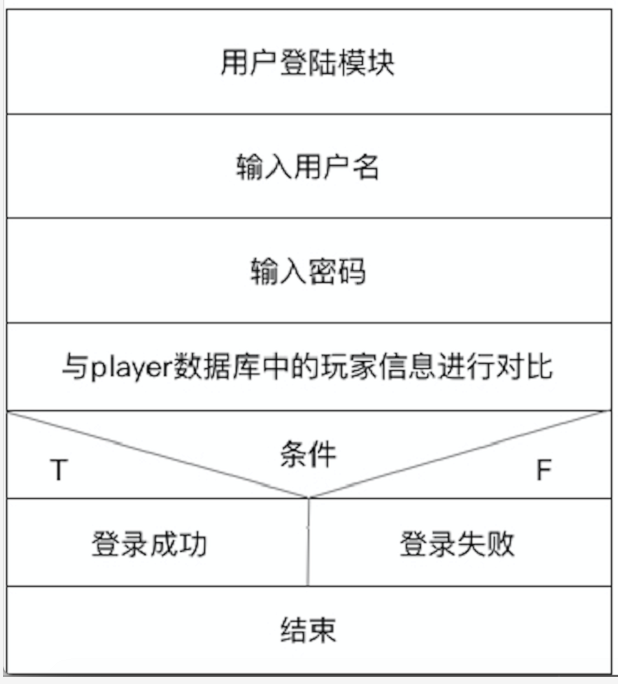 用户登陆模块
输入用户名
输入密码
与player数据库中的玩家信息进行对比
条件
T F
登录成功 登录失败
结束